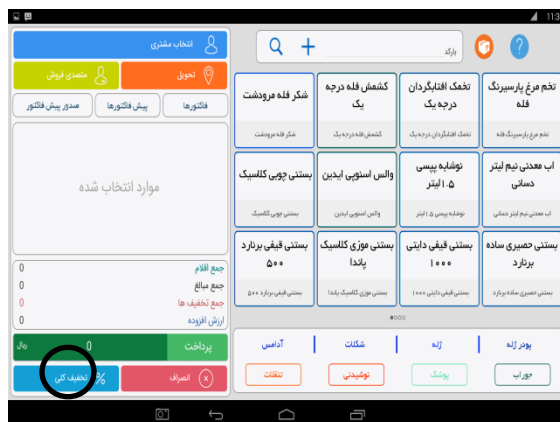 11:3
انتخاب مشتری
تحویل
متصدی فروش
فاکتورها
پیش فاکتورها
صدور پیش فاکتور
موارد انتخاب شده
جمع اقلام 0
جمع مبالغ 0
جمع تخفیف ها 0
ارزش افزوده 0
پرداخت 0 ریال
انصراف
تخفیف کلی
بارکد
تخم مرغ پارسیرنگ
فله
تخم مرغ پارسیرنگ فله
تخمک افتابگردان
درجه یک
تخمک افتابگردان درجه یک
کشمش فله درجه
یک
کشمش فله درجه یک
شکر فله مرودشت
شکر فله مرودشت
اب معدنی نیم لیتر
دسانی
اب معدنی نیم لیتر دسانی
نوشابه پپسی
۱.۵ لیتر
نوشابه پپسی ۱.۵ لیتر
والس استوپی ایدین
والس استوپی ایدین
بستنی چوبی کلاسیک
بستنی چوبی کلاسیک
بستنی حصیری ساده
برنارد
بستنی حصیری ساده برنارد
بستنی قیفی دایتی
۱۰۰۰
بستنی قیفی دایتی ۱۰۰۰
بستنی موزی کلاسیک
پاندا
بستنی موزی کلاسیک پاندا
بستنی قیفی برنارد
۵۰۰
بستنی قیفی برنارد ۵۰۰
پودر ژله
ژله
شکلات
آدامس
جوراب
پوشک
نوشیدنی
تنقلات